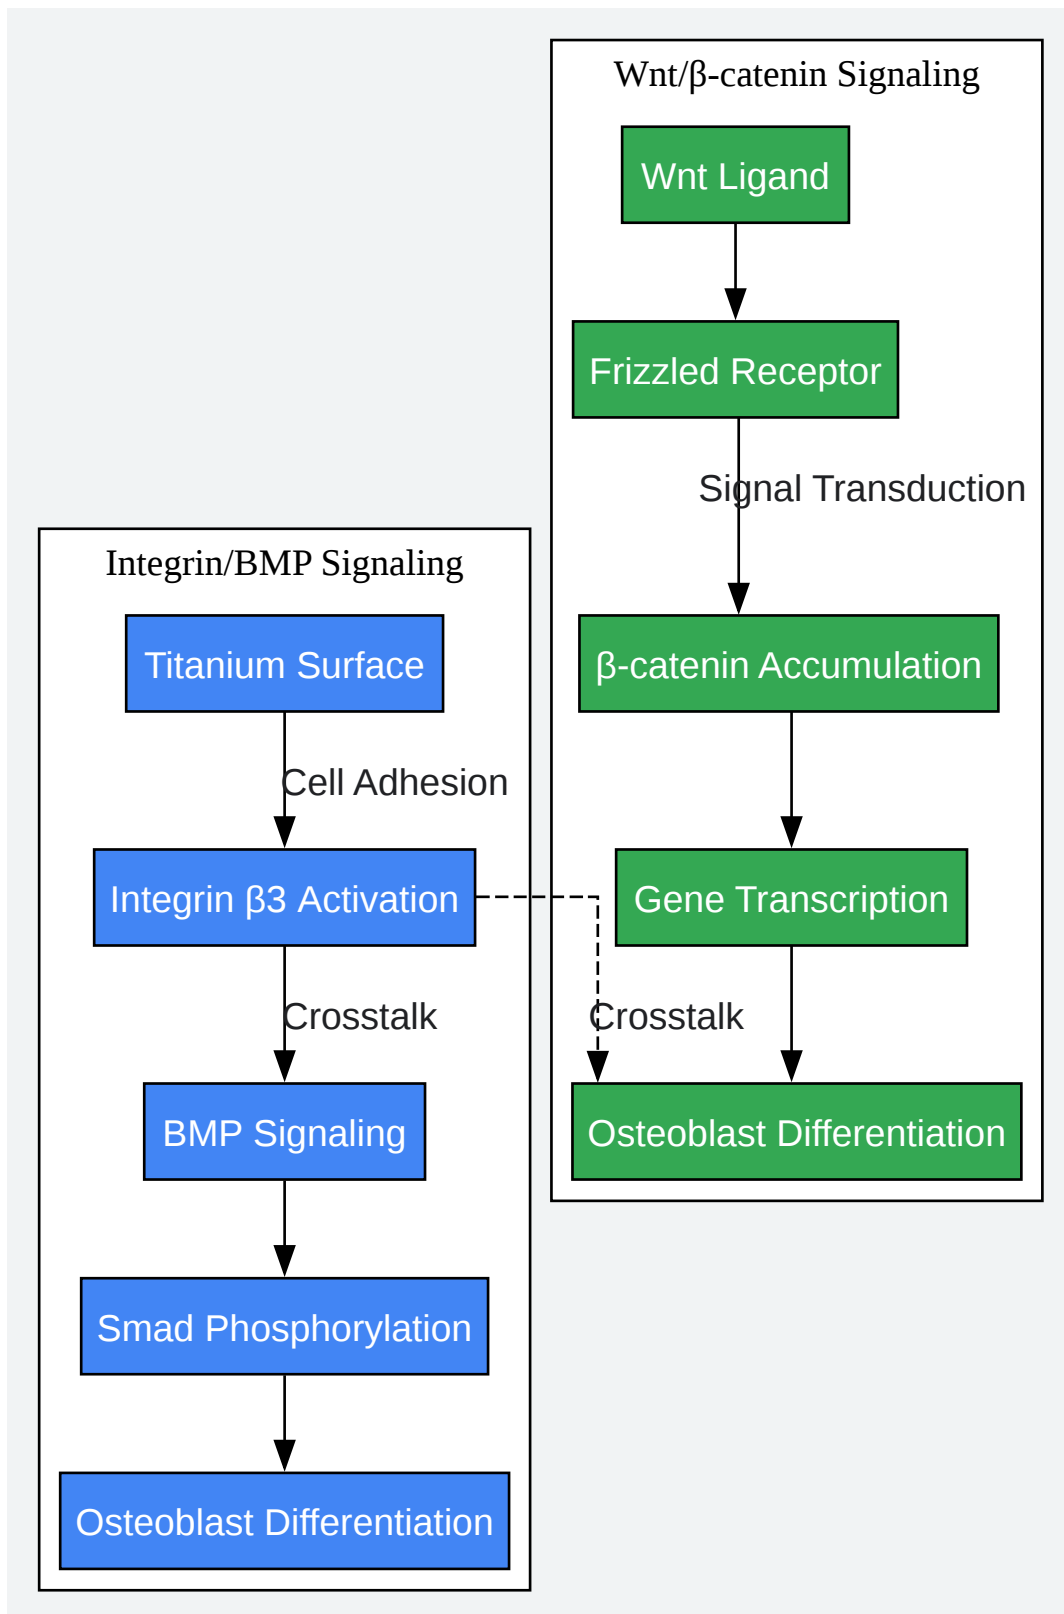 Wnt/β-catenin Signaling
Wnt Ligand
Frizzled Receptor
Signal Transduction
β-catenin Accumulation
Gene Transcription
Crosstalk
Osteoblast Differentiation
Integrin/BMP Signaling
Titanium Surface
Cell Adhesion
Integrin β3 Activation
Crosstalk
BMP Signaling
Smad Phosphorylation
Osteoblast Differentiation